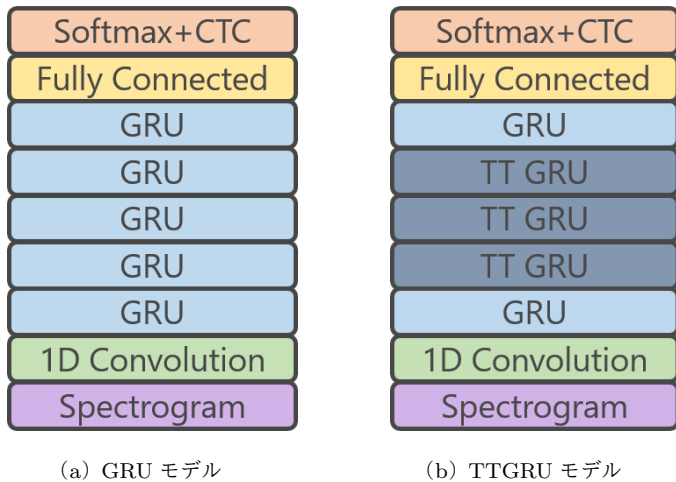 Softmax+CTC
Fully Connected
GRU
GRU
GRU
GRU
GRU
1D Convolution
Spectrogram
(a) GRU モデル
Softmax+CTC
Fully Connected
GRU
TT GRU
TT GRU
TT GRU
GRU
1D Convolution
Spectrogram
(b) TTGRU モデル